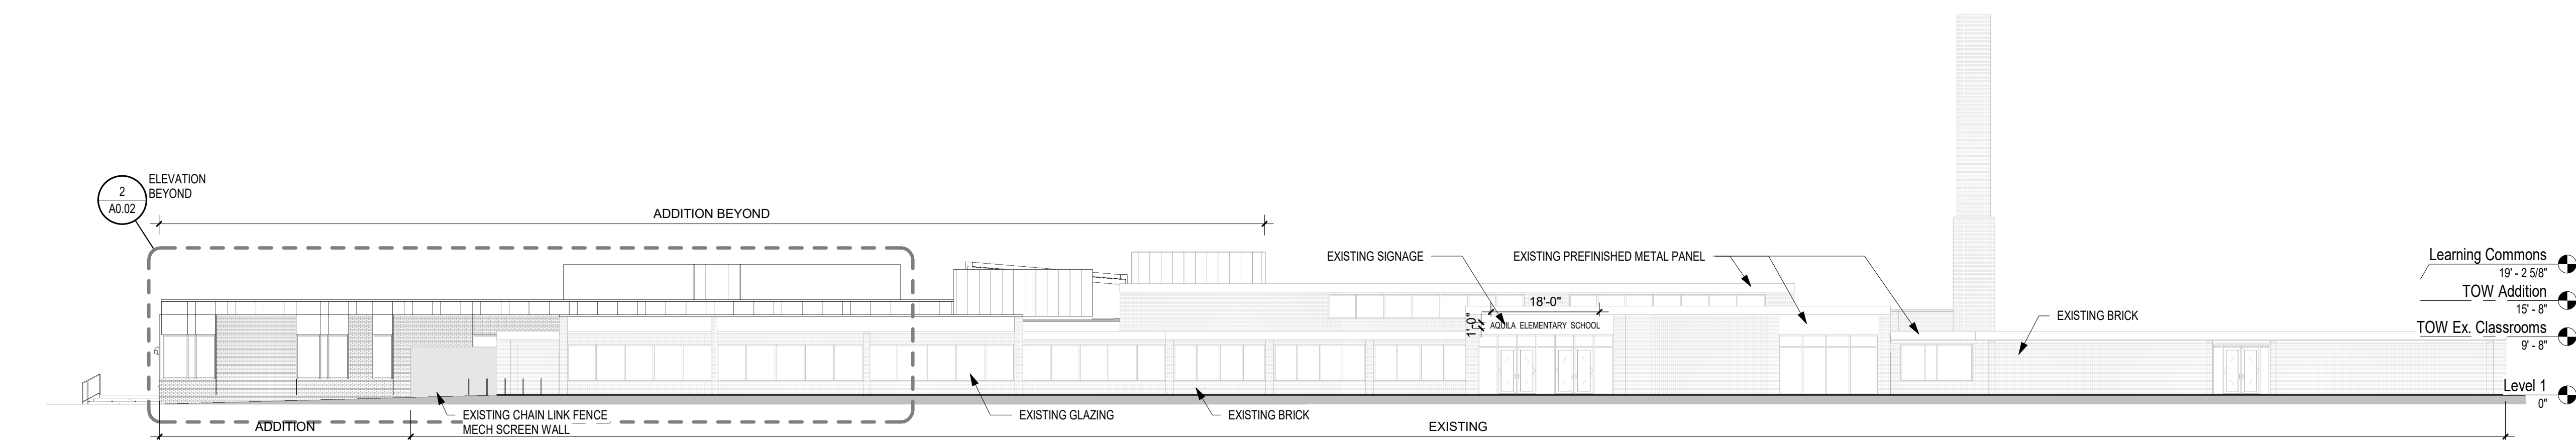 2
A0.02
ELEVATION
BEYOND
ADDITION BEYOND
EXISTING SIGNAGE
EXISTING PREFINISHED METAL PANEL
18'-0"
1'-0"
AQUILA ELEMENTARY SCHOOL
EXISTING BRICK
Learning Commons
19' - 2 5/8"
TOW Addition
15' - 8"
TOW Ex. Classrooms
9' - 8"
Level 1
0"
EXISTING CHAIN LINK FENCE
MECH SCREEN WALL
EXISTING GLAZING
EXISTING BRICK
ADDITION
EXISTING